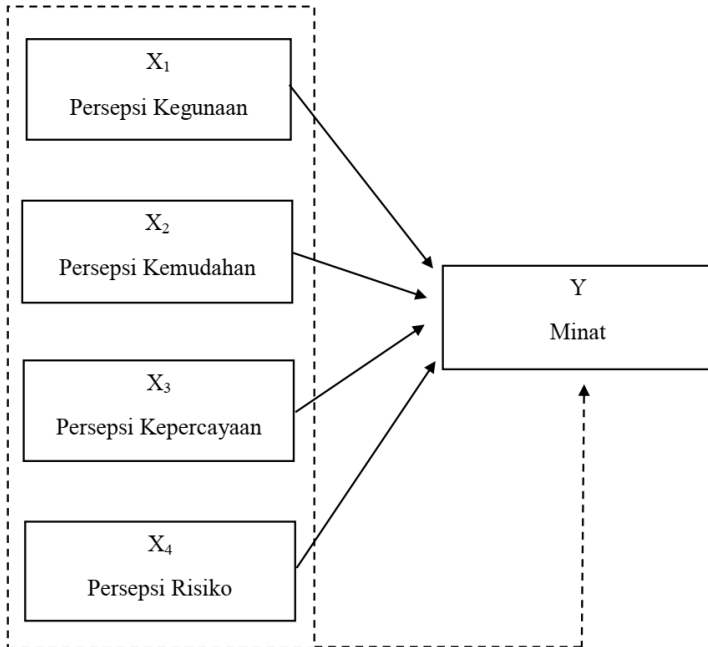 X₁
Persepsi Kegunaan
X₂
Persepsi Kemudahan
X₃
Persepsi Kepercayaan
X₄
Persepsi Risiko
Y
Minat